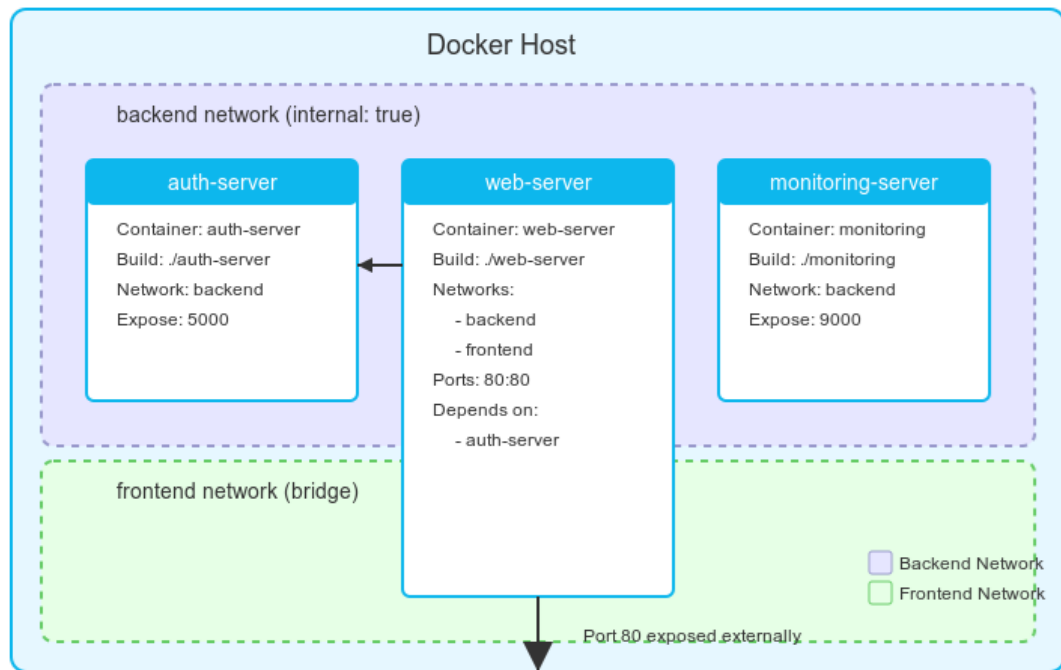 Docker Host
backend network (internal: true)
auth-server
Container: auth-server
Build: ./auth-server
Network: backend
Expose: 5000
web-server
Container: web-server
Build: ./web-server
Networks:
- backend
- frontend
Ports: 80:80
Depends on:
- auth-server
monitoring-server
Container: monitoring
Build: ./monitoring
Network: backend
Expose: 9000
frontend network (bridge)
Backend Network
Frontend Network
Port 80 exposed externally